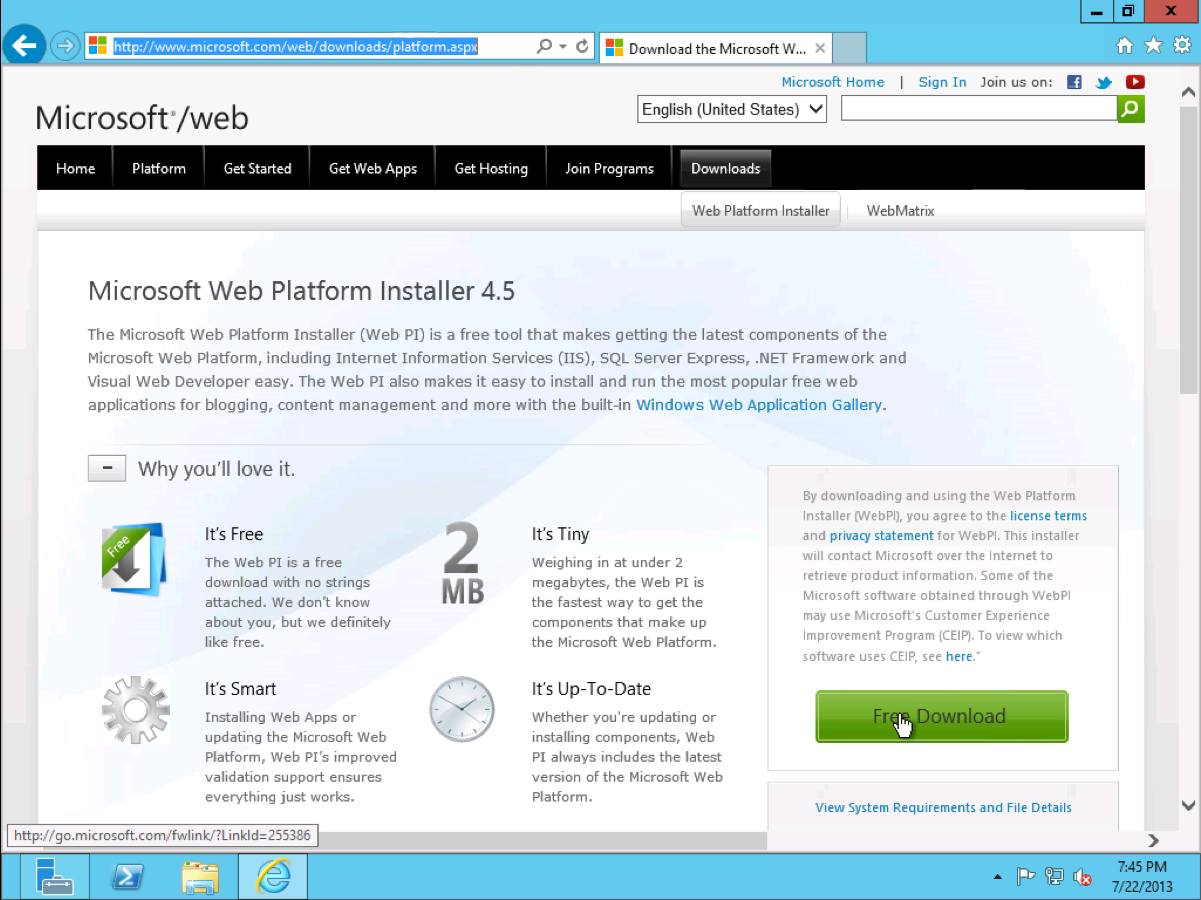 http://www.microsoft.com/web/downloads/platform.aspx
Download the Microsoft W...
Microsoft Home | Sign In Join us on:
Microsoft /web
English (United States)
Home
Platform
Get Started
Get Web Apps
Get Hosting
Join Programs
Downloads
Web Platform Installer
WebMatrix
Microsoft Web Platform Installer 4.5
The Microsoft Web Platform Installer (Web PI) is a free tool that makes getting the latest components of the
Microsoft Web Platform, including Internet Information Services (IIS), SQL Server Express, .NET Framework and
Visual Web Developer easy. The Web PI also makes it easy to install and run the most popular free web
applications for blogging, content management and more with the built-in Windows Web Application Gallery.
Why you'll love it.
Free
It's Free
The Web PI is a free
download with no strings
attached. We don't know
about you, but we definitely
like free.
2
MB
It's Tiny
Weighing in at under 2
megabytes, the Web PI is
the fastest way to get the
components that make up
the Microsoft Web Platform.
It's Smart
Installing Web Apps or
updating the Microsoft Web
Platform, Web PI's improved
validation support ensures
everything just works.
It's Up-To-Date
Whether you're updating or
installing components, Web
PI always includes the latest
version of the Microsoft Web
Platform.
By downloading and using the Web Platform
Installer (WebPI), you agree to the license terms
and privacy statement for WebPI. This installer
will contact Microsoft over the Internet to
retrieve product information. Some of the
Microsoft software obtained through WebPI
may use Microsoft's Customer Experience
Improvement Program (CEIP). To view which
software uses CEIP, see here."
Free Download
View System Requirements and File Details
http://go.microsoft.com/fwlink/?LinkId=255386
7:45 PM
7/22/2013